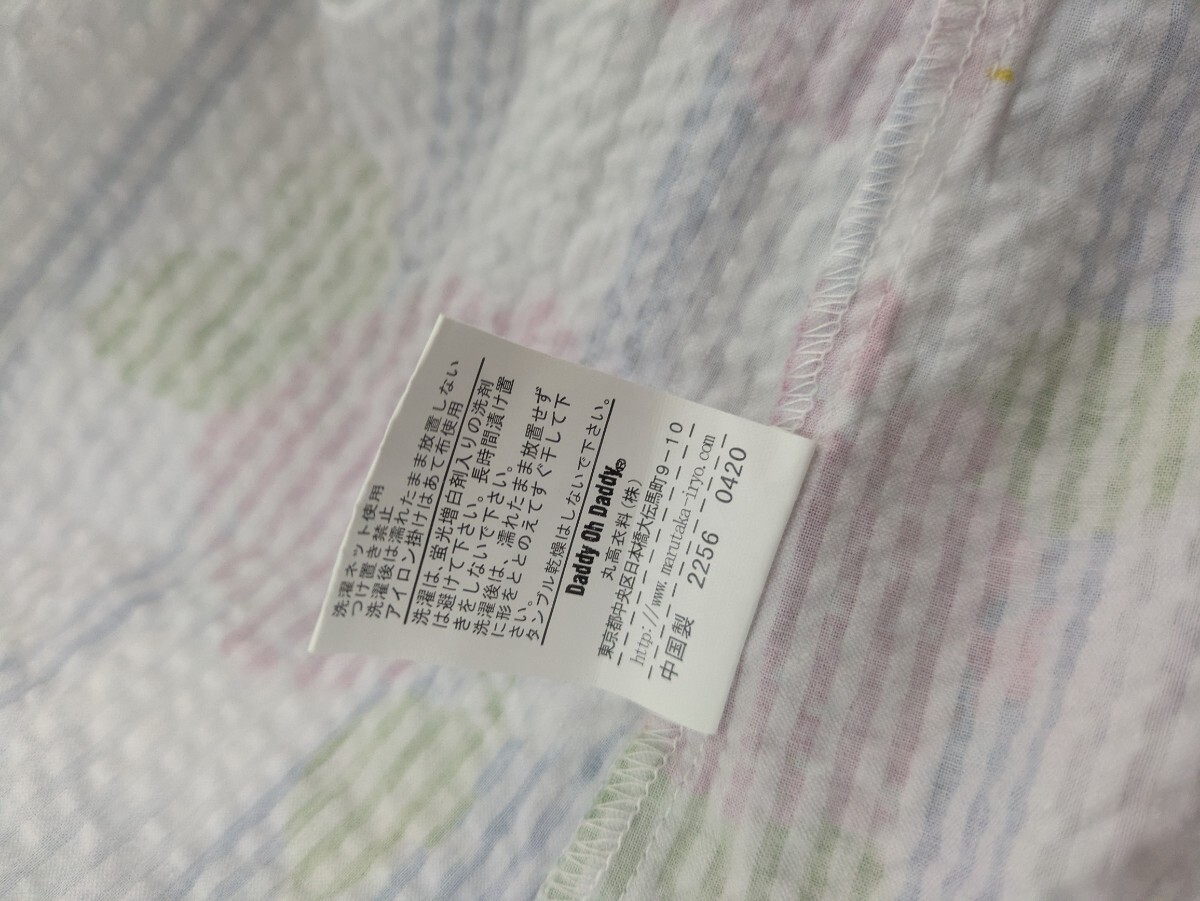 洗濯ネット使用
つけ置き禁止
洗濯後は濡れたまま放置しない
アイロン掛けはあて布使用
洗濯は、蛍光増白剤入りの洗剤
は避けて下さい。長時間漬け置
きをしないで下さい。
洗濯後は、濡れたまま放置せず
に形をととのえてすぐ干して下
さい。
タンブル乾燥はしないで下さい。
Daddy Oh Daddy®
丸高衣料(株)
東京都中央区日本橋大伝馬町9-10
http://www.marutaka-iryo.com
中国製 2256 0420